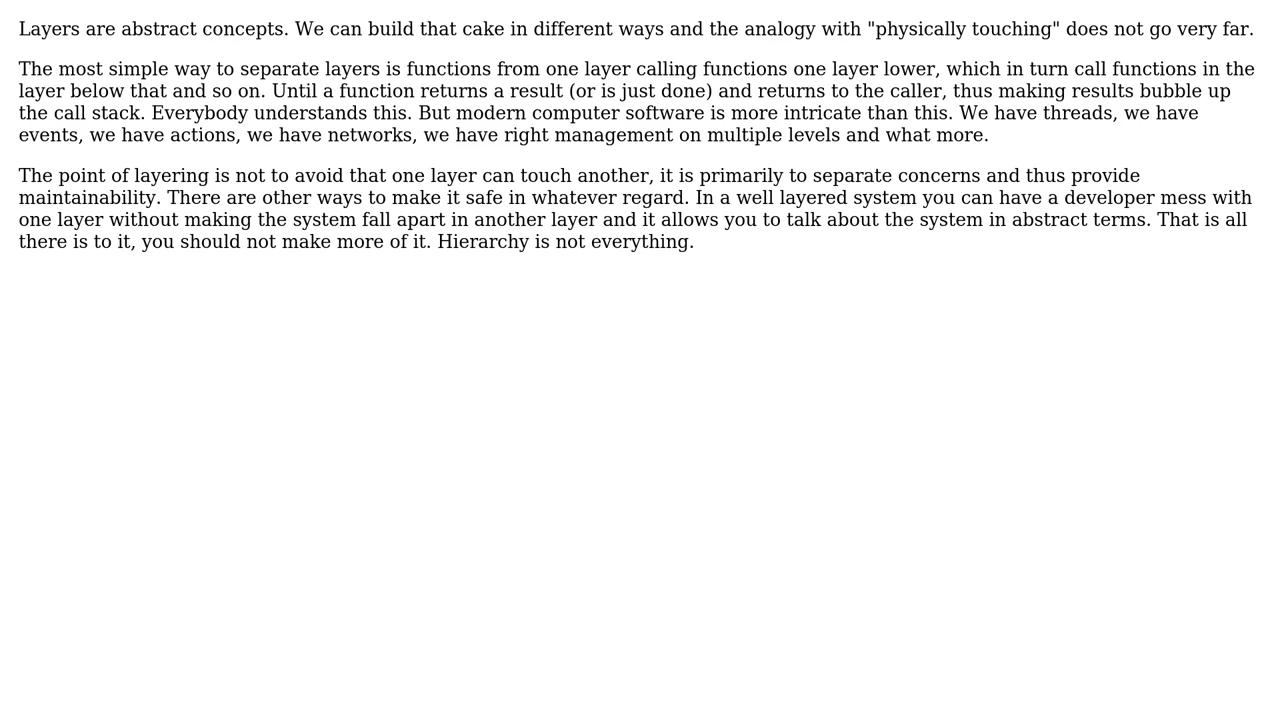 Layers are abstract concepts. We can build that cake in different ways and the analogy with "physically touching" does not go very far.
The most simple way to separate layers is functions from one layer calling functions one layer lower, which in turn call functions in the
layer below that and so on. Until a function returns a result (or is just done) and returns to the caller, thus making results bubble up
the call stack. Everybody understands this. But modern computer software is more intricate than this. We have threads, we have
events, we have actions, we have networks, we have right management on multiple levels and what more.
The point of layering is not to avoid that one layer can touch another, it is primarily to separate concerns and thus provide
maintainability. There are other ways to make it safe in whatever regard. In a well layered system you can have a developer mess with
one layer without making the system fall apart in another layer and it allows you to talk about the system in abstract terms. That is all
there is to it, you should not make more of it. Hierarchy is not everything.